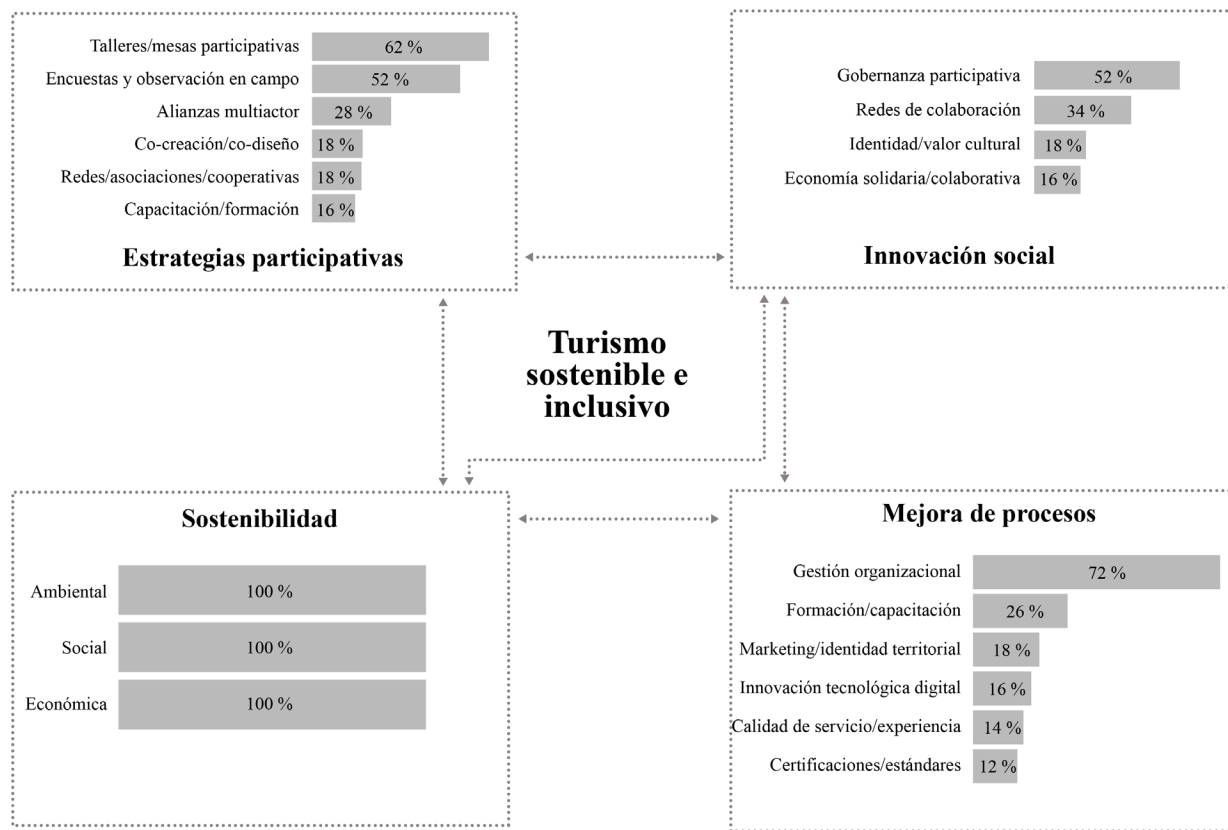 Talleres/mesas participativas 62 %
Encuestas y observación en campo 52 %
Alianzas multiactor 28 %
Co-creación/co-diseño 18 %
Redes/asociaciones/cooperativas 18 %
Capacitación/formación 16 %
Estrategias participativas
Gobernanza participativa 52 %
Redes de colaboración 34 %
Identidad/valor cultural 18 %
Economía solidaria/colaborativa 16 %
Innovación social
Turismo
sostenible e
inclusivo
Sostenibilidad
Ambiental 100 %
Social 100 %
Económica 100 %
Mejora de procesos
Gestión organizacional 72 %
Formación/capacitación 26 %
Marketing/identidad territorial 18 %
Innovación tecnológica digital 16 %
Calidad de servicio/experiencia 14 %
Certificaciones/estándares 12 %